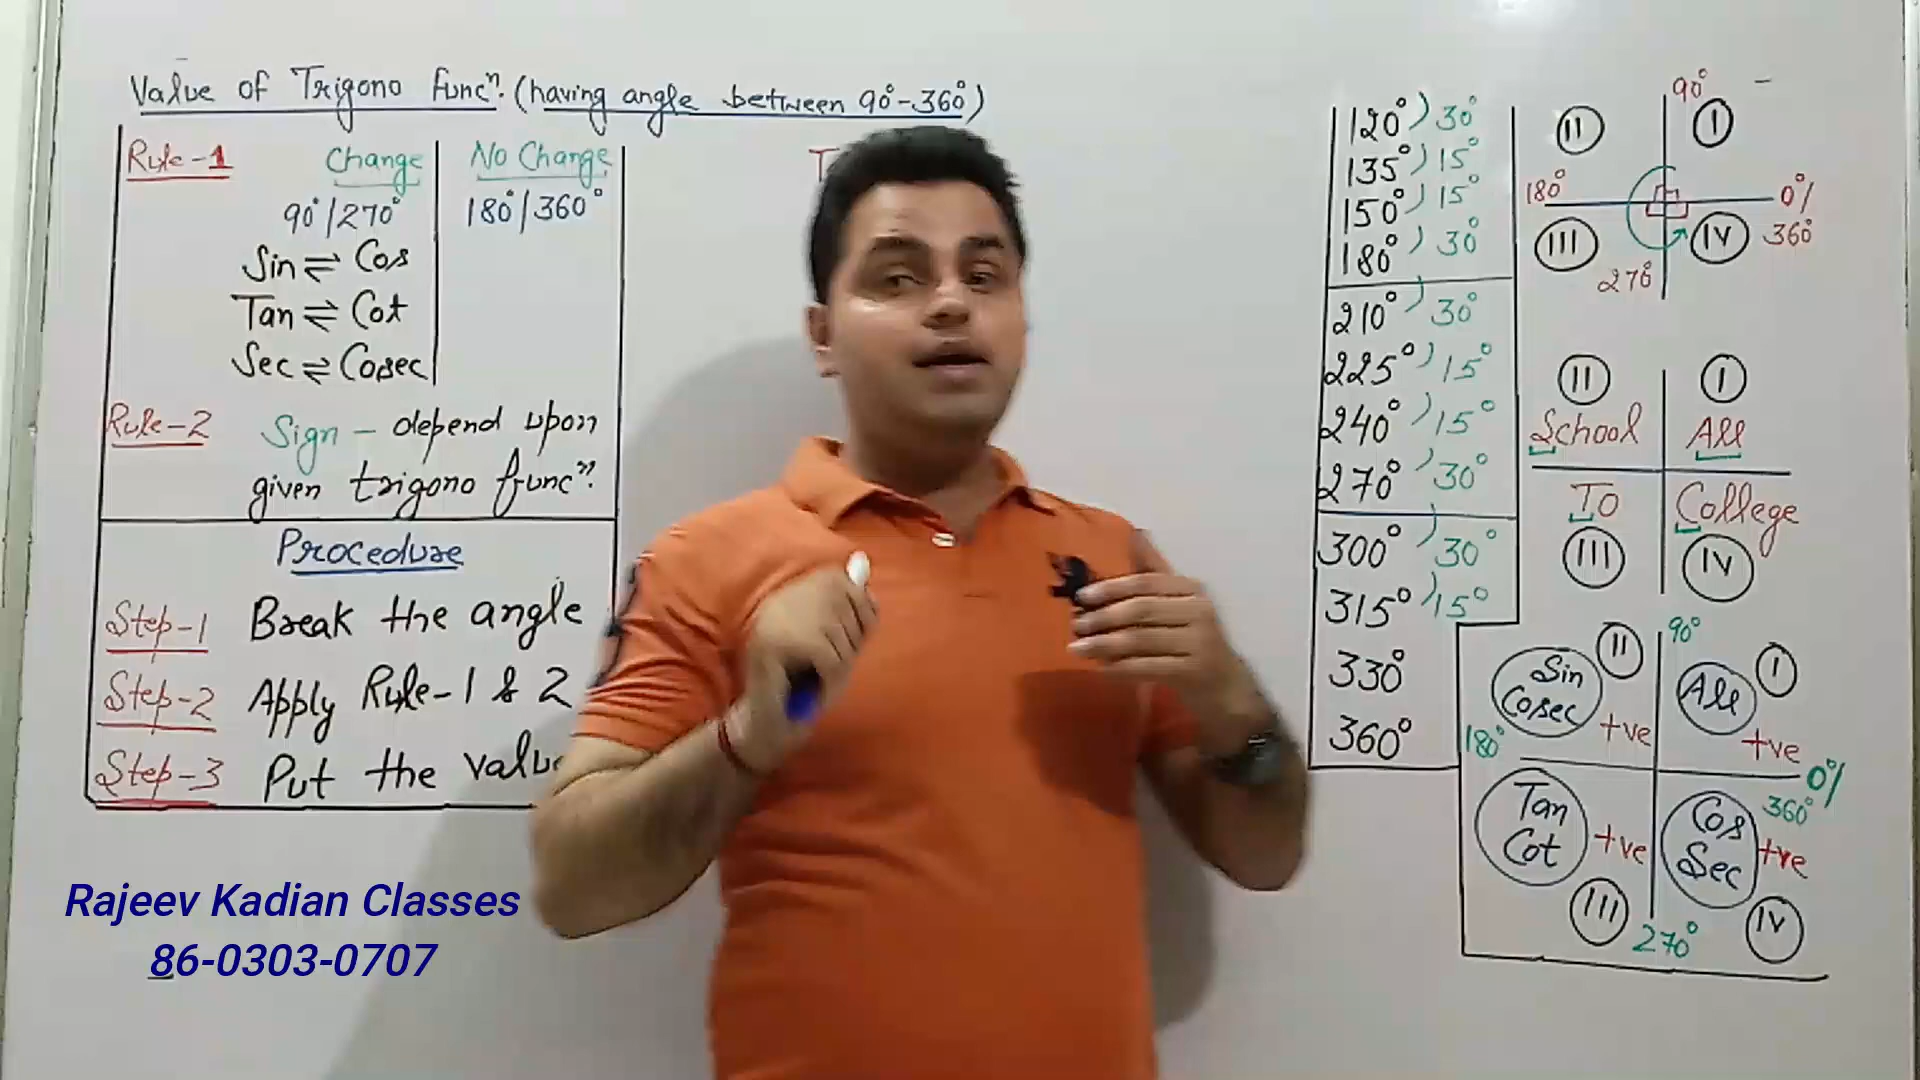 Value of Trigono Funcⁿ. (having angle between 90°-360°)
Rule-1
Change
90°/270°
Sin ⇌ Cos
Tan ⇌ Cot
Sec ⇌ Cosec
No Change
180°/360°
Rule-2
Sign - depend upon
given trigono funcⁿ.
Procedure
Step-1 Break the angle
Step-2 Apply Rule-1 & 2
Step-3 Put the value
Rajeev Kadian Classes
86-0303-0707
120° ) 30°
135° ) 15°
150° ) 15°
180° ) 30°
210° ) 30°
225° ) 15°
240° ) 15°
270° ) 30°
300° ) 30°
315° ) 15°
330°
360°
90°
II I
180° 0°/
360°
III IV
270°
II I
School All
To College
III IV
90°
II I
Sin
Cosec
+ve
All
+ve
180° 0°/
360°
Tan
Cot
+ve
Cos
Sec
+ve
III IV
270°